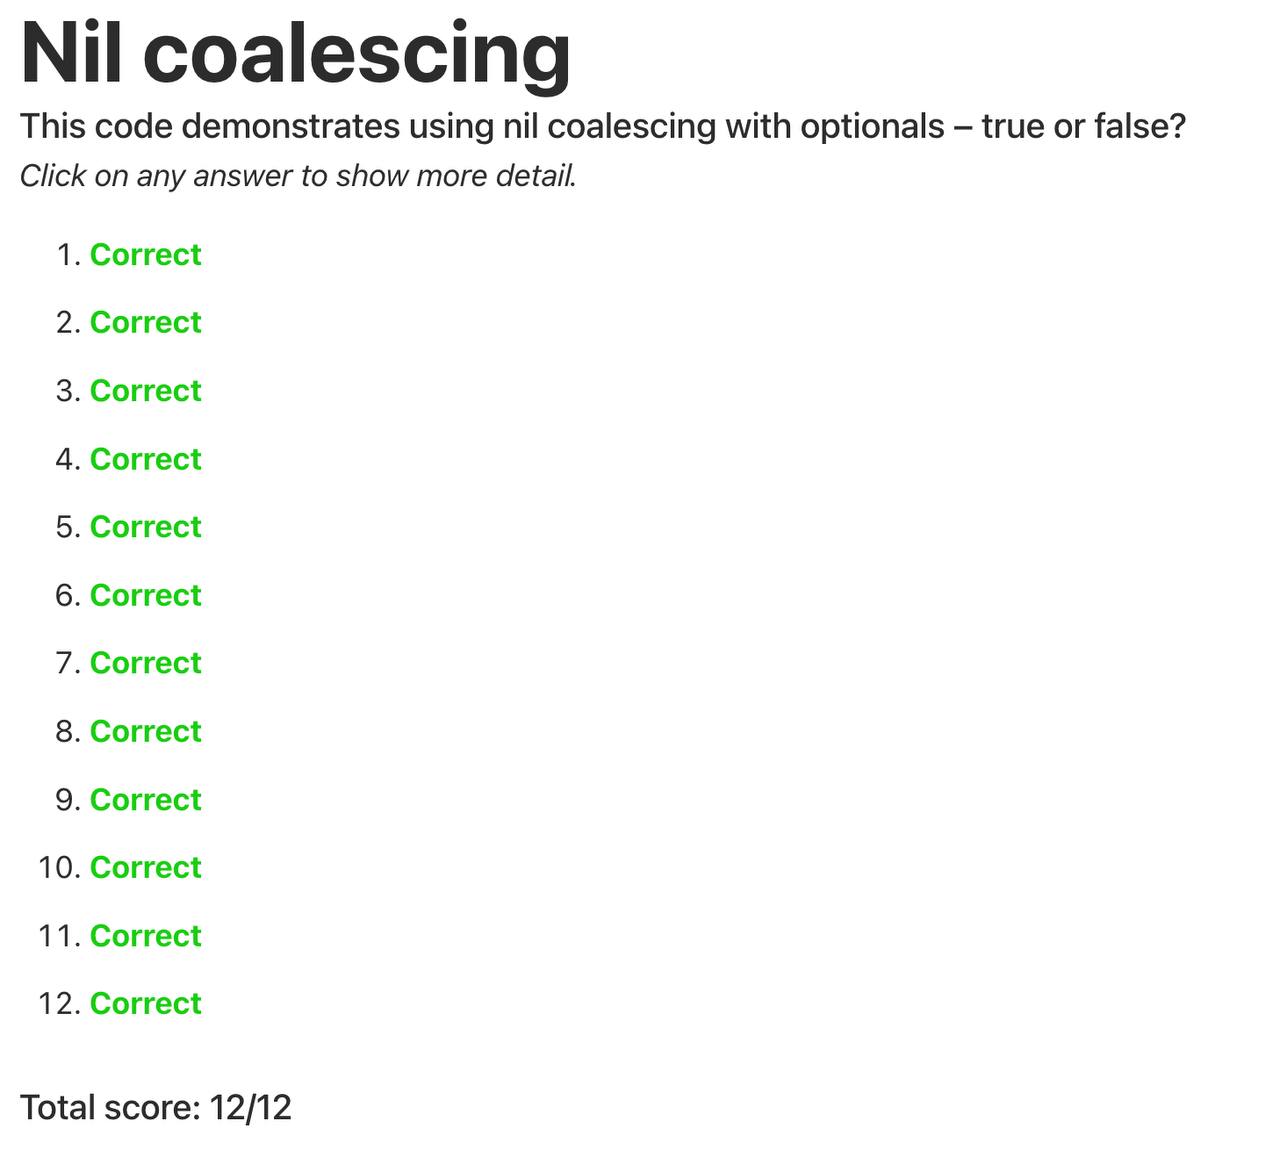 Nil coalescing
This code demonstrates using nil coalescing with optionals – true or false?
Click on any answer to show more detail.
1. Correct
2. Correct
3. Correct
4. Correct
5. Correct
6. Correct
7. Correct
8. Correct
9. Correct
10. Correct
11. Correct
12. Correct
Total score: 12/12